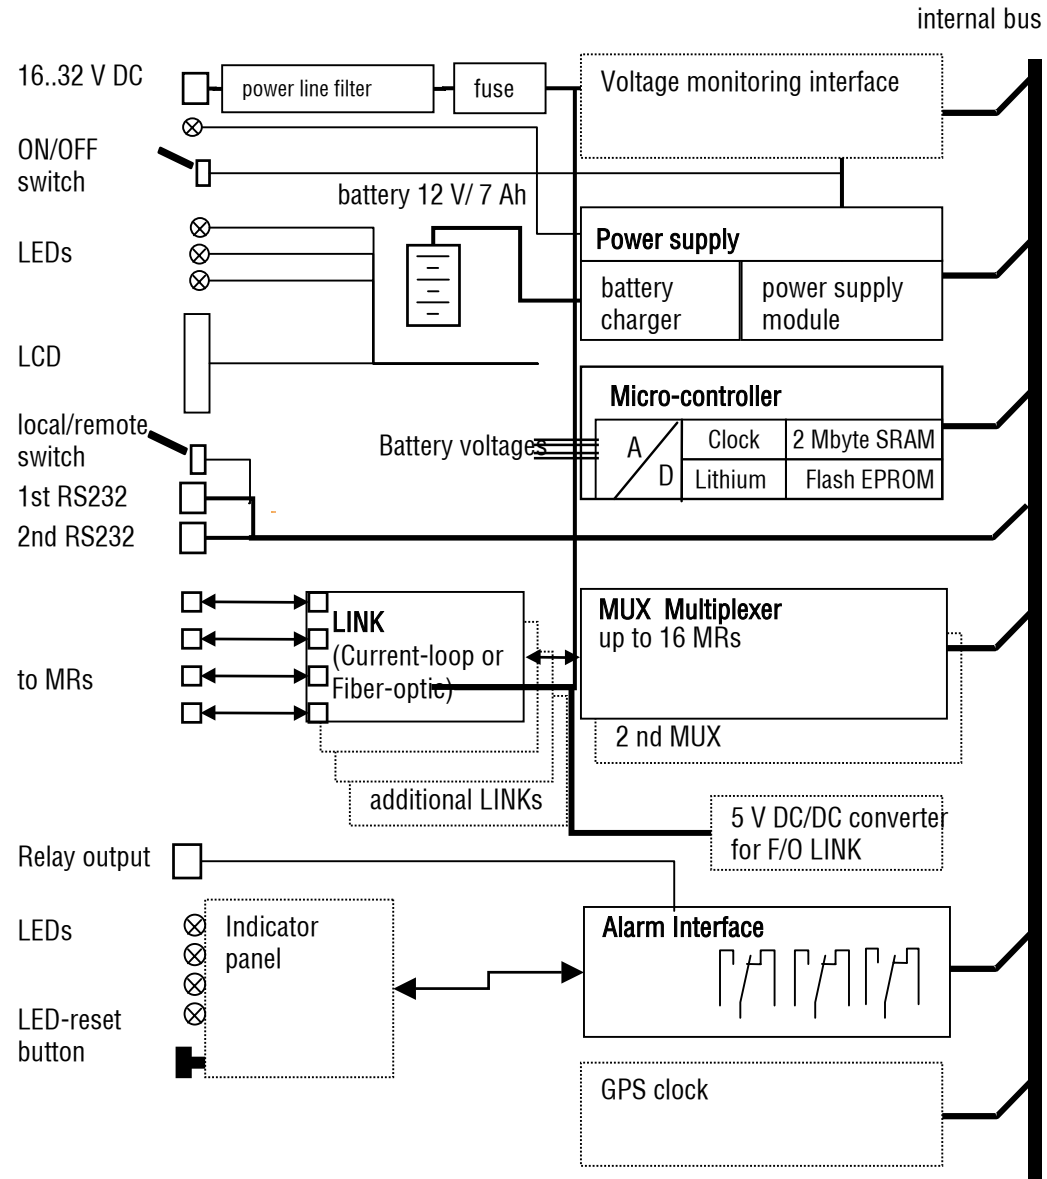 internal bus
16..32 V DC
power line filter
fuse
Voltage monitoring interface
ON/OFF
switch
battery 12 V/ 7 Ah
LEDs
Power supply
battery
charger
power supply
module
LCD
Micro-controller
local/remote
switch
Battery voltages
A
D
Clock
2 Mbyte SRAM
Lithium
Flash EPROM
1st RS232
2nd RS232
LINK
(Current-loop or
Fiber-optic)
MUX Multiplexer
up to 16 MRs
to MRs
2 nd MUX
additional LINKs
5 V DC/DC converter
for F/O LINK
Relay output
LEDs
Indicator
panel
Alarm Interface
LED-reset
button
GPS clock